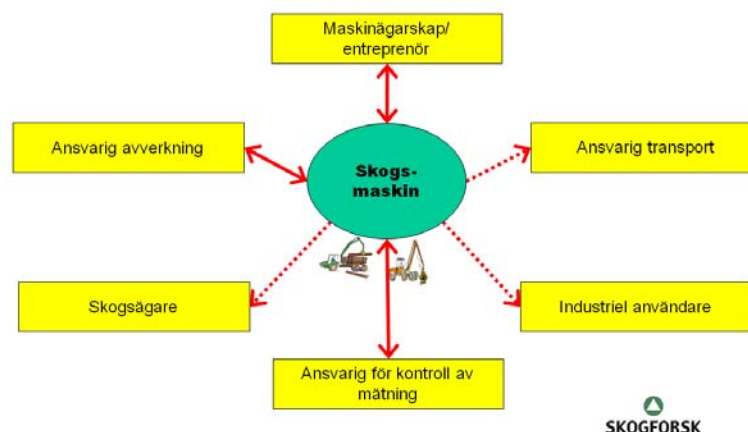 Maskinägarskap/
entreprenör
Ansvarig avverkning
Ansvarig transport
Skogs-
maskin
Skogsägare
Industriel användare
Ansvarig för kontroll av
mätning
SKOGFORSK